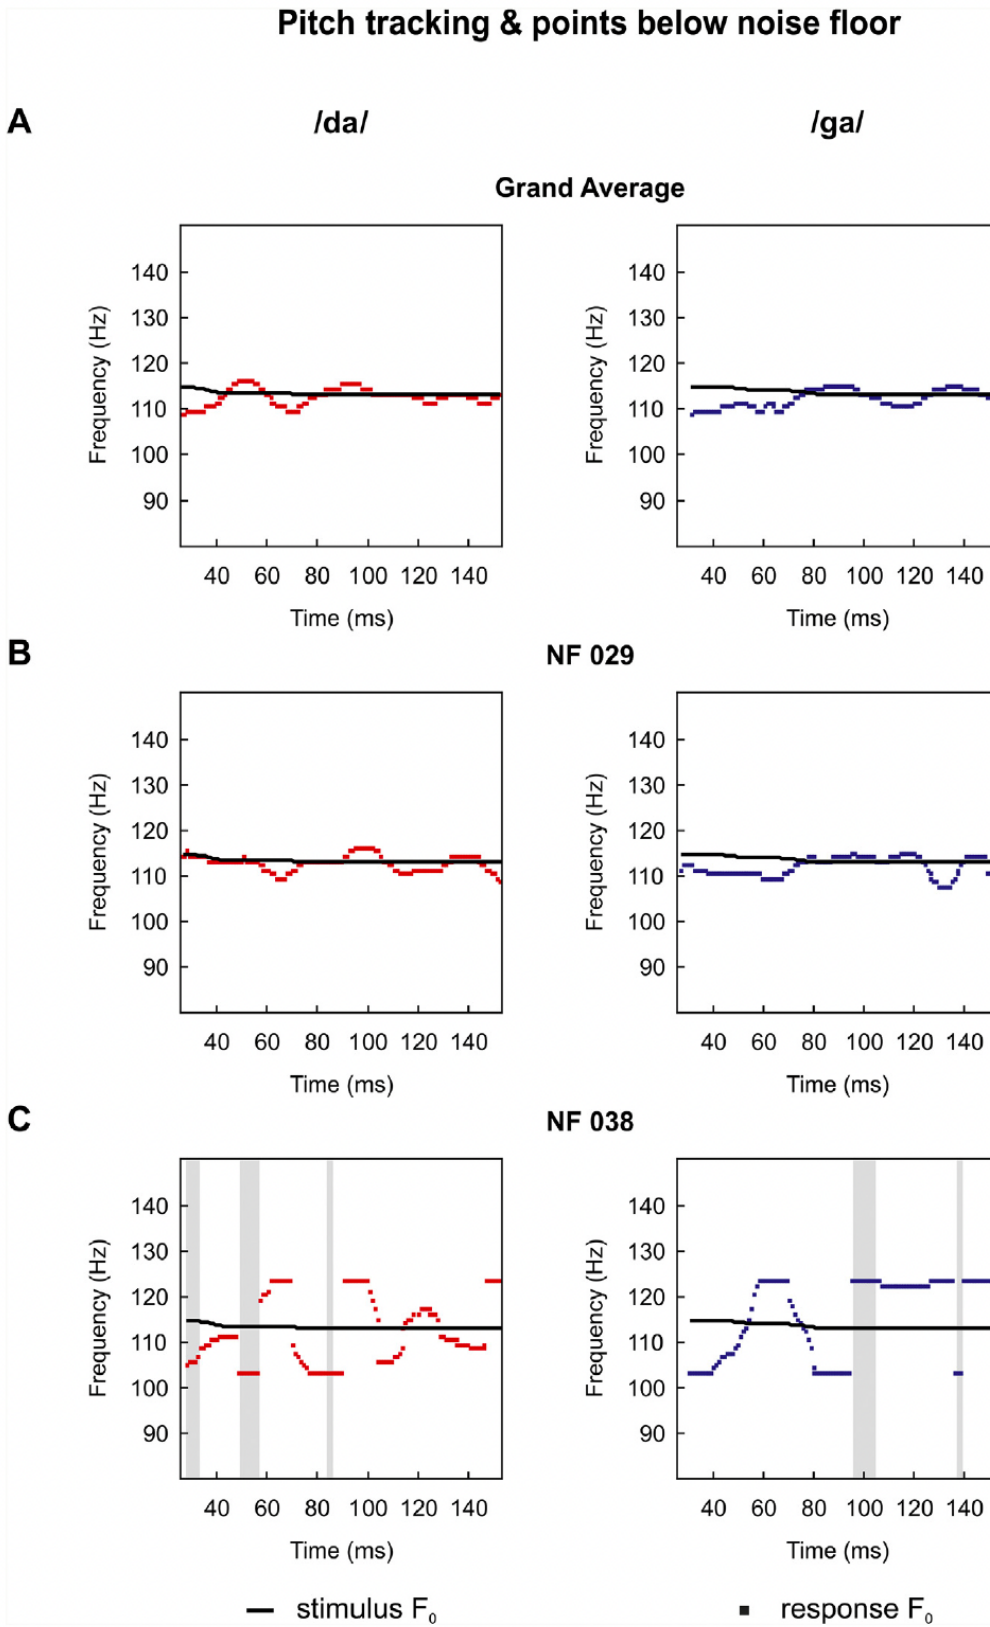 Pitch tracking & points below noise floor
A
/da/ /ga/
Grand Average
Frequency (Hz)
140
130
120
110
100
90
40 60 80 100 120 140
Time (ms)
Frequency (Hz)
140
130
120
110
100
90
40 60 80 100 120 140
Time (ms)
B
NF 029
Frequency (Hz)
140
130
120
110
100
90
40 60 80 100 120 140
Time (ms)
Frequency (Hz)
140
130
120
110
100
90
40 60 80 100 120 140
Time (ms)
C
NF 038
Frequency (Hz)
140
130
120
110
100
90
40 60 80 100 120 140
Time (ms)
Frequency (Hz)
140
130
120
110
100
90
40 60 80 100 120 140
Time (ms)
stimulus F₀ response F₀